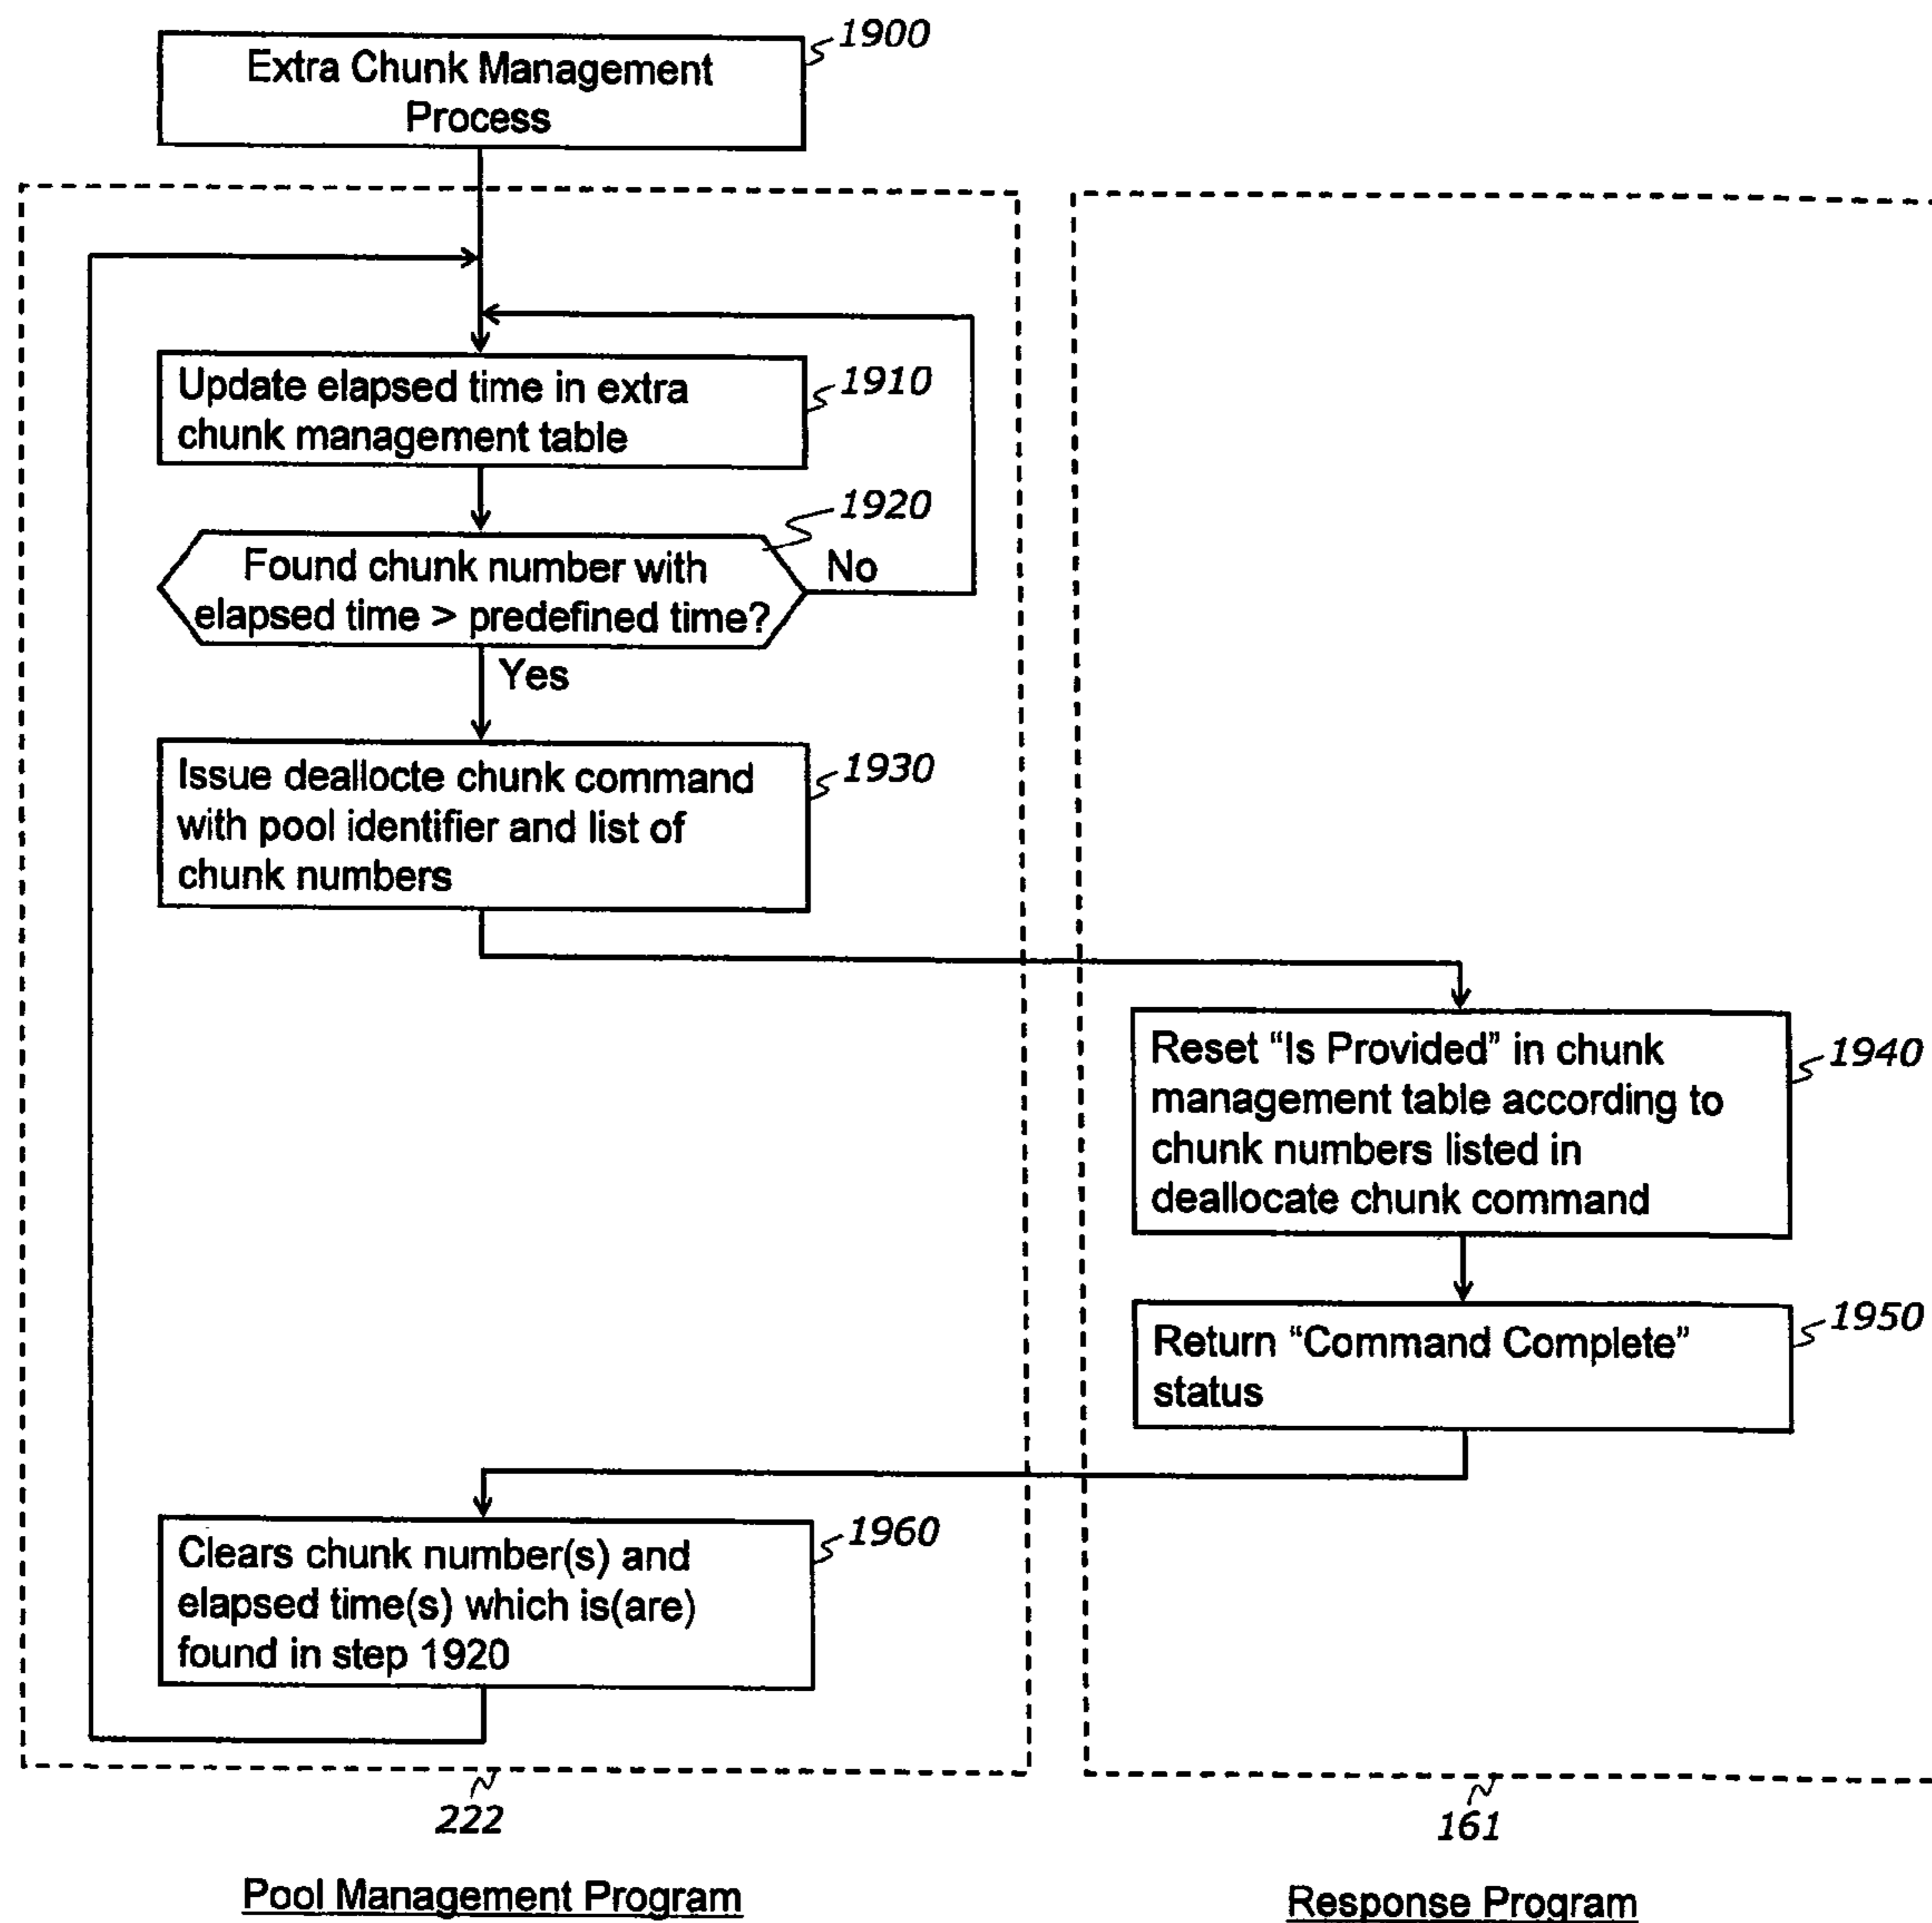 Extra Chunk Management
Process
1900
Update elapsed time in extra
chunk management table
1910
1920
Found chunk number with
elapsed time > predefined time?
No
Yes
Issue deallocte chunk command
with pool identifier and list of
chunk numbers
1930
Reset “Is Provided” in chunk
management table according to
chunk numbers listed in
deallocate chunk command
1940
Return “Command Complete”
status
1950
Clears chunk number(s) and
elapsed time(s) which is(are)
found in step 1920
1960
222
161
Pool Management Program
Response Program